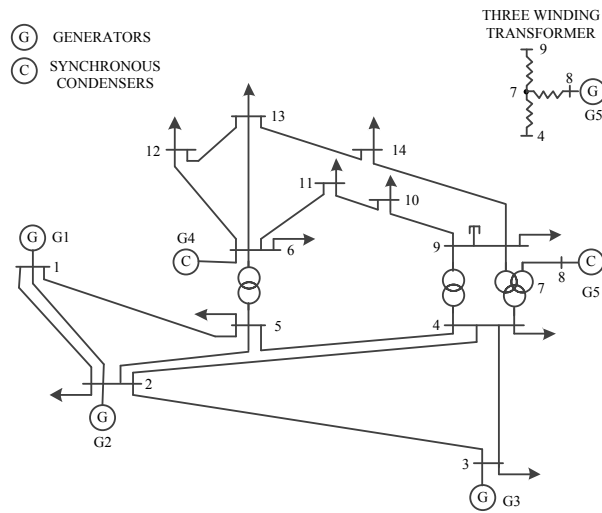 G GENERATORS
C SYNCHRONOUS
CONDENSERS
THREE WINDING
TRANSFORMER
9
8
7
G
G5
4
13
12
14
11
10
G G1
G4
C
6
9
C
8
G5
1
7
5
4
2
G
G2
3
G G3